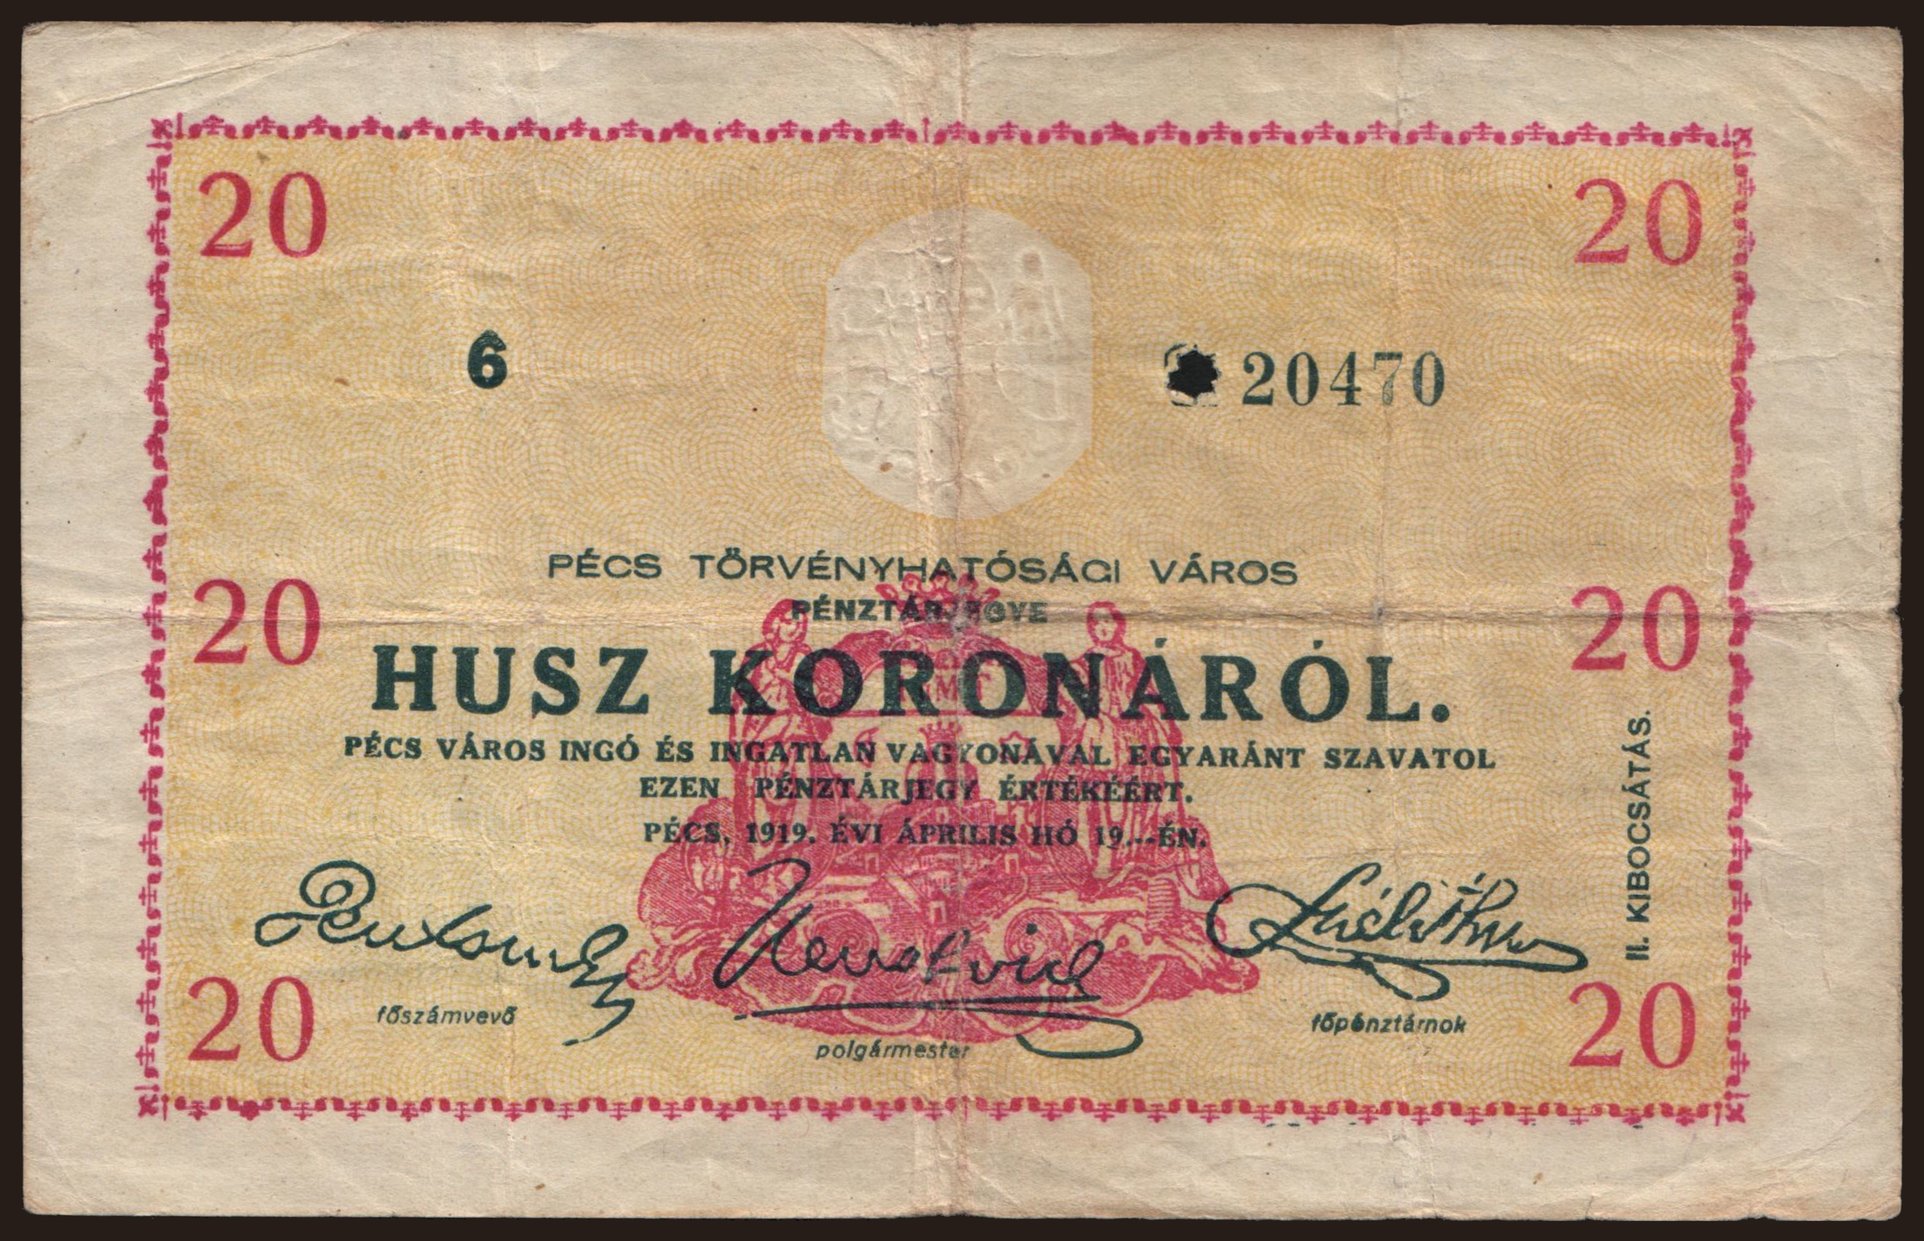 20 20
6 20470
PÉCS TÖRVÉNYHATÓSÁGI VÁROS
PÉNZTÁRJEGYE
20 20
HUSZ KORONÁRÓL.
PÉCS VÁROS INGÓ ÉS INGATLAN VAGYONÁVAL EGYARÁNT SZAVATOL
EZEN PÉNZTÁRJEGY ÉRTÉKÉÉRT.
PÉCS, 1919. ÉVI ÁPRILIS HÓ 19.--ÉN.
II. KIBOCSÁTÁS.
20 20
főszámvevő
polgármester
főpénztárnok